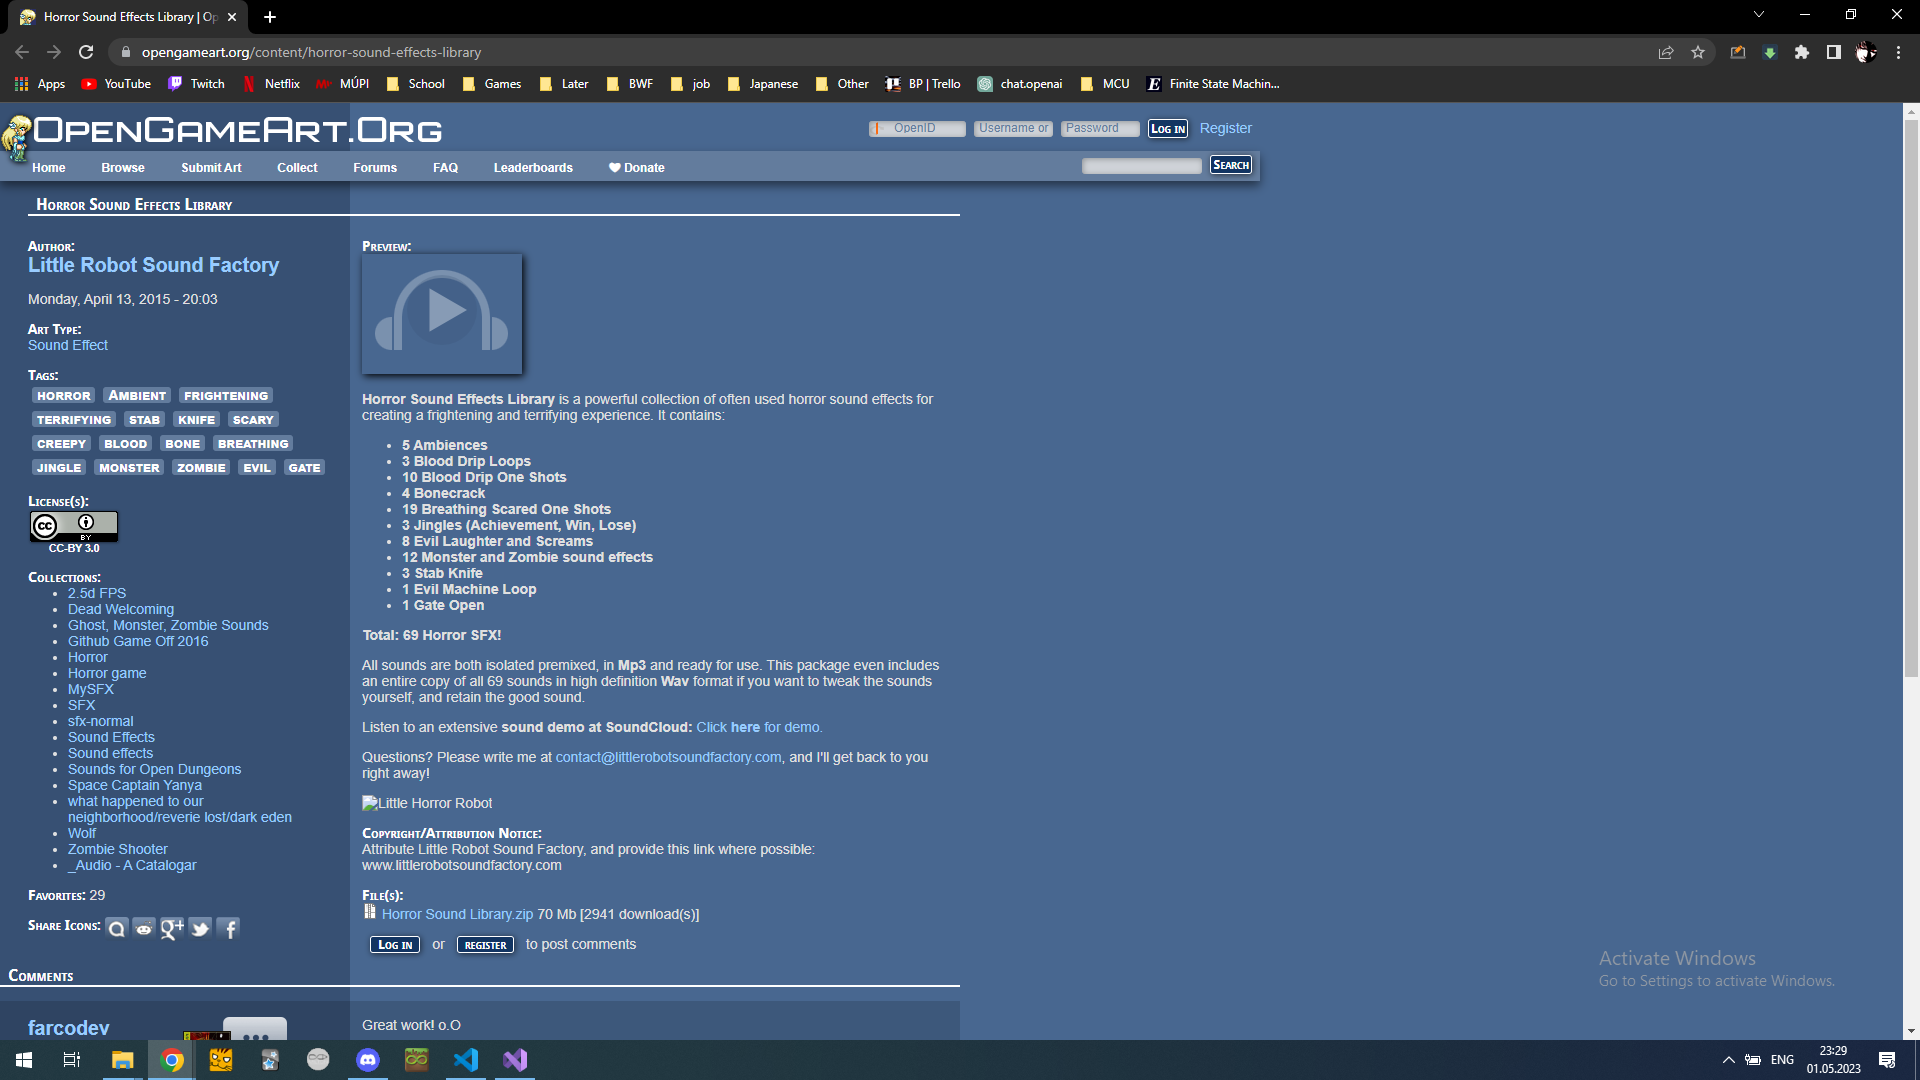 Horror Sound Effects Library | Op
opengameart.org/content/horror-sound-effects-library
Apps YouTube Twitch Netflix MÚPI School Games Later BWF job Japanese Other BP | Trello chat.openai MCU Finite State Machin...
OpenGameArt.Org
OpenID Username or Password Log in Register
Home Browse Submit Art Collect Forums FAQ Leaderboards Donate Search
Horror Sound Effects Library
Author:
Little Robot Sound Factory
Monday, April 13, 2015 - 20:03
Art Type:
Sound Effect
Tags:
horror Ambient frightening
terrifying stab knife scary
creepy blood bone breathing
jingle monster zombie evil gate
License(s):
cc BY
CC-BY 3.0
Collections:
2.5d FPS
Dead Welcoming
Ghost, Monster, Zombie Sounds
Github Game Off 2016
Horror
Horror game
MySFX
SFX
sfx-normal
Sound Effects
Sound effects
Sounds for Open Dungeons
Space Captain Yanya
what happened to our
neighborhood/reverie lost/dark eden
Wolf
Zombie Shooter
_Audio - A Catalogar
Favorites: 29
Share Icons:
Preview:
Horror Sound Effects Library is a powerful collection of often used horror sound effects for
creating a frightening and terrifying experience. It contains:
5 Ambiences
3 Blood Drip Loops
10 Blood Drip One Shots
4 Bonecrack
19 Breathing Scared One Shots
3 Jingles (Achievement, Win, Lose)
8 Evil Laughter and Screams
12 Monster and Zombie sound effects
3 Stab Knife
1 Evil Machine Loop
1 Gate Open
Total: 69 Horror SFX!
All sounds are both isolated premixed, in Mp3 and ready for use. This package even includes
an entire copy of all 69 sounds in high definition Wav format if you want to tweak the sounds
yourself, and retain the good sound.
Listen to an extensive sound demo at SoundCloud: Click here for demo.
Questions? Please write me at contact@littlerobotsoundfactory.com, and I'll get back to you
right away!
Little Horror Robot
Copyright/Attribution Notice:
Attribute Little Robot Sound Factory, and provide this link where possible:
www.littlerobotsoundfactory.com
File(s):
Horror Sound Library.zip 70 Mb [2941 download(s)]
Log in or register to post comments
Comments
farcodev
Great work! o.O
Activate Windows
Go to Settings to activate Windows.
ENG
23:29
01.05.2023